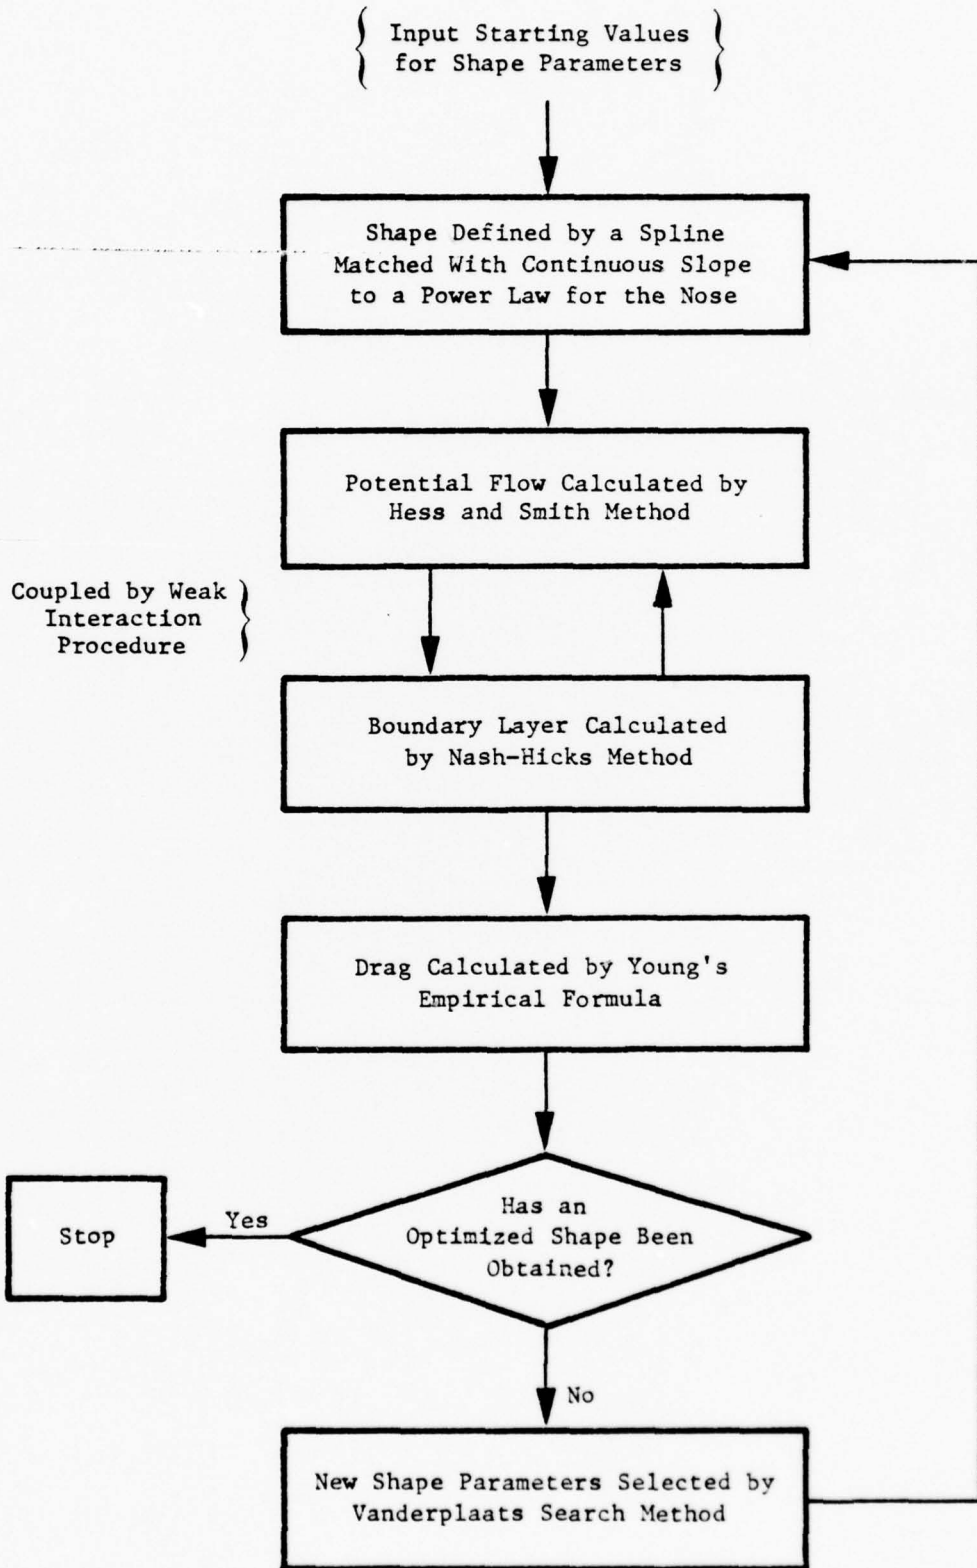 Input Starting Values
for Shape Parameters
Shape Defined by a Spline
Matched With Continuous Slope
to a Power Law for the Nose
Potential Flow Calculated by
Hess and Smith Method
Coupled by Weak
Interaction
Procedure
Boundary Layer Calculated
by Nash-Hicks Method
Drag Calculated by Young's
Empirical Formula
Has an
Optimized Shape Been
Obtained?
Yes
Stop
No
New Shape Parameters Selected by
Vanderplaats Search Method